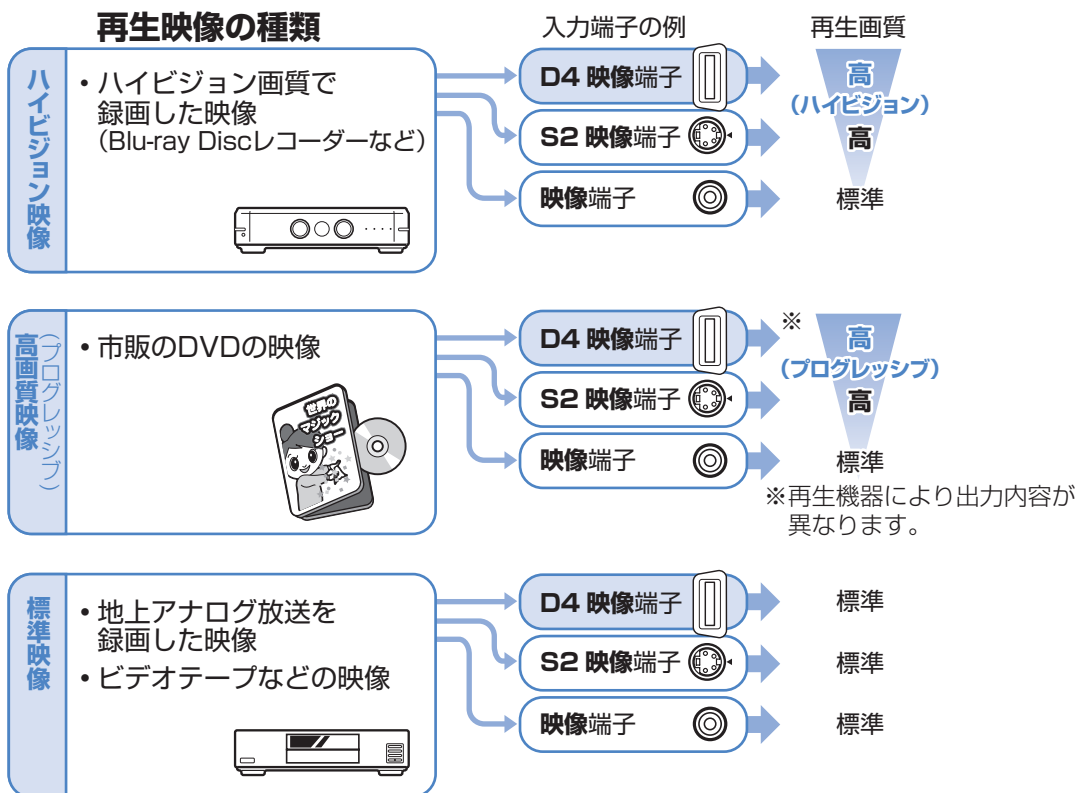 再生映像の種類
入力端子の例
再生画質
ハイビジョン映像
・ハイビジョン画質で
録画した映像
（Blu-ray Discレコーダーなど）
D4 映像端子
S2 映像端子
映像端子
高
（ハイビジョン）
高
標準
高画質映像
（プログレッシブ）
・市販のDVDの映像
世界の
マジック
ショー
D4 映像端子
S2 映像端子
映像端子
※
高
（プログレッシブ）
高
標準
※再生機器により出力内容が
異なります。
標準映像
・地上アナログ放送を
録画した映像
・ビデオテープなどの映像
D4 映像端子
S2 映像端子
映像端子
標準
標準
標準